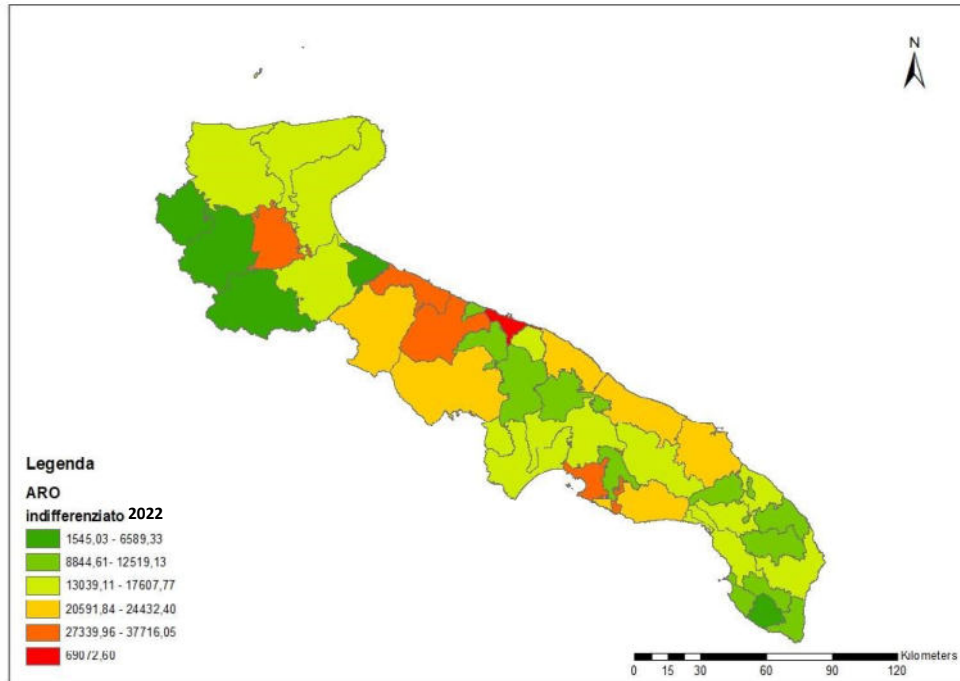 N
Legenda
ARO
indifferenziato 2022
1545,03 - 6589,33
8844,61- 12519,13
13039,11 - 17607,77
20591,84 - 24432,40
27339,96 - 37716,05
69072,60
Kilometers
0 15 30 60 90 120